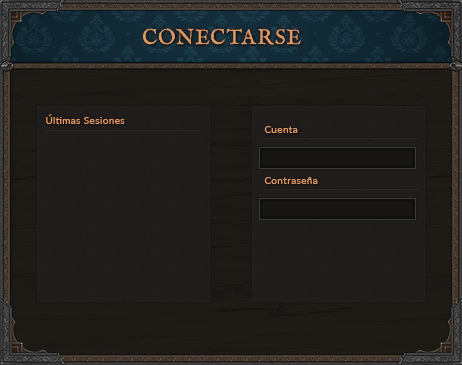 CONECTARSE
Últimas Sesiones
Cuenta
Contraseña